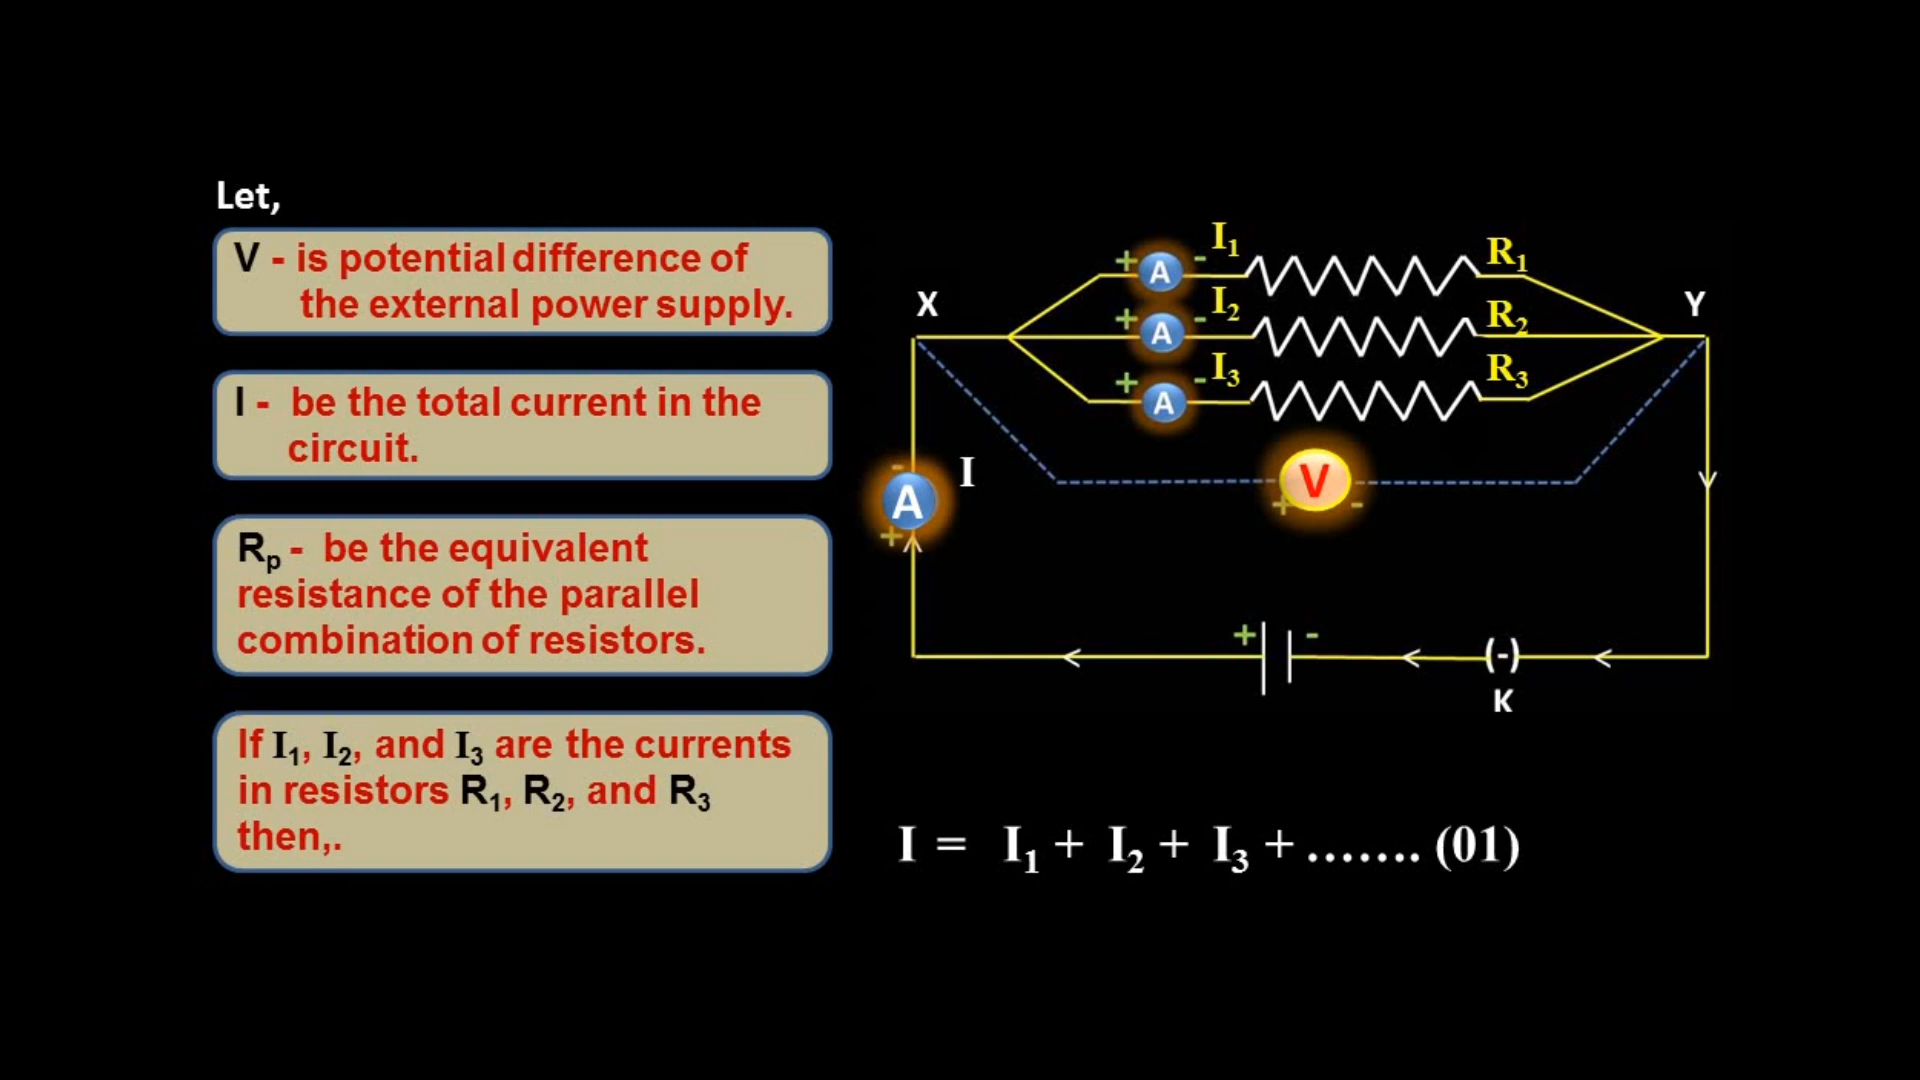 Let,
V - is potential difference of
the external power supply.
I - be the total current in the
circuit.
Rp - be the equivalent
resistance of the parallel
combination of resistors.
If I1, I2, and I3 are the currents
in resistors R1, R2, and R3
then,.
+ A - I1 R1
X + A - I2 R2 Y
+ A - I3 R3
- A + I
V
+ -
+ - (-)
K
I = I1 + I2 + I3 + ....... (01)